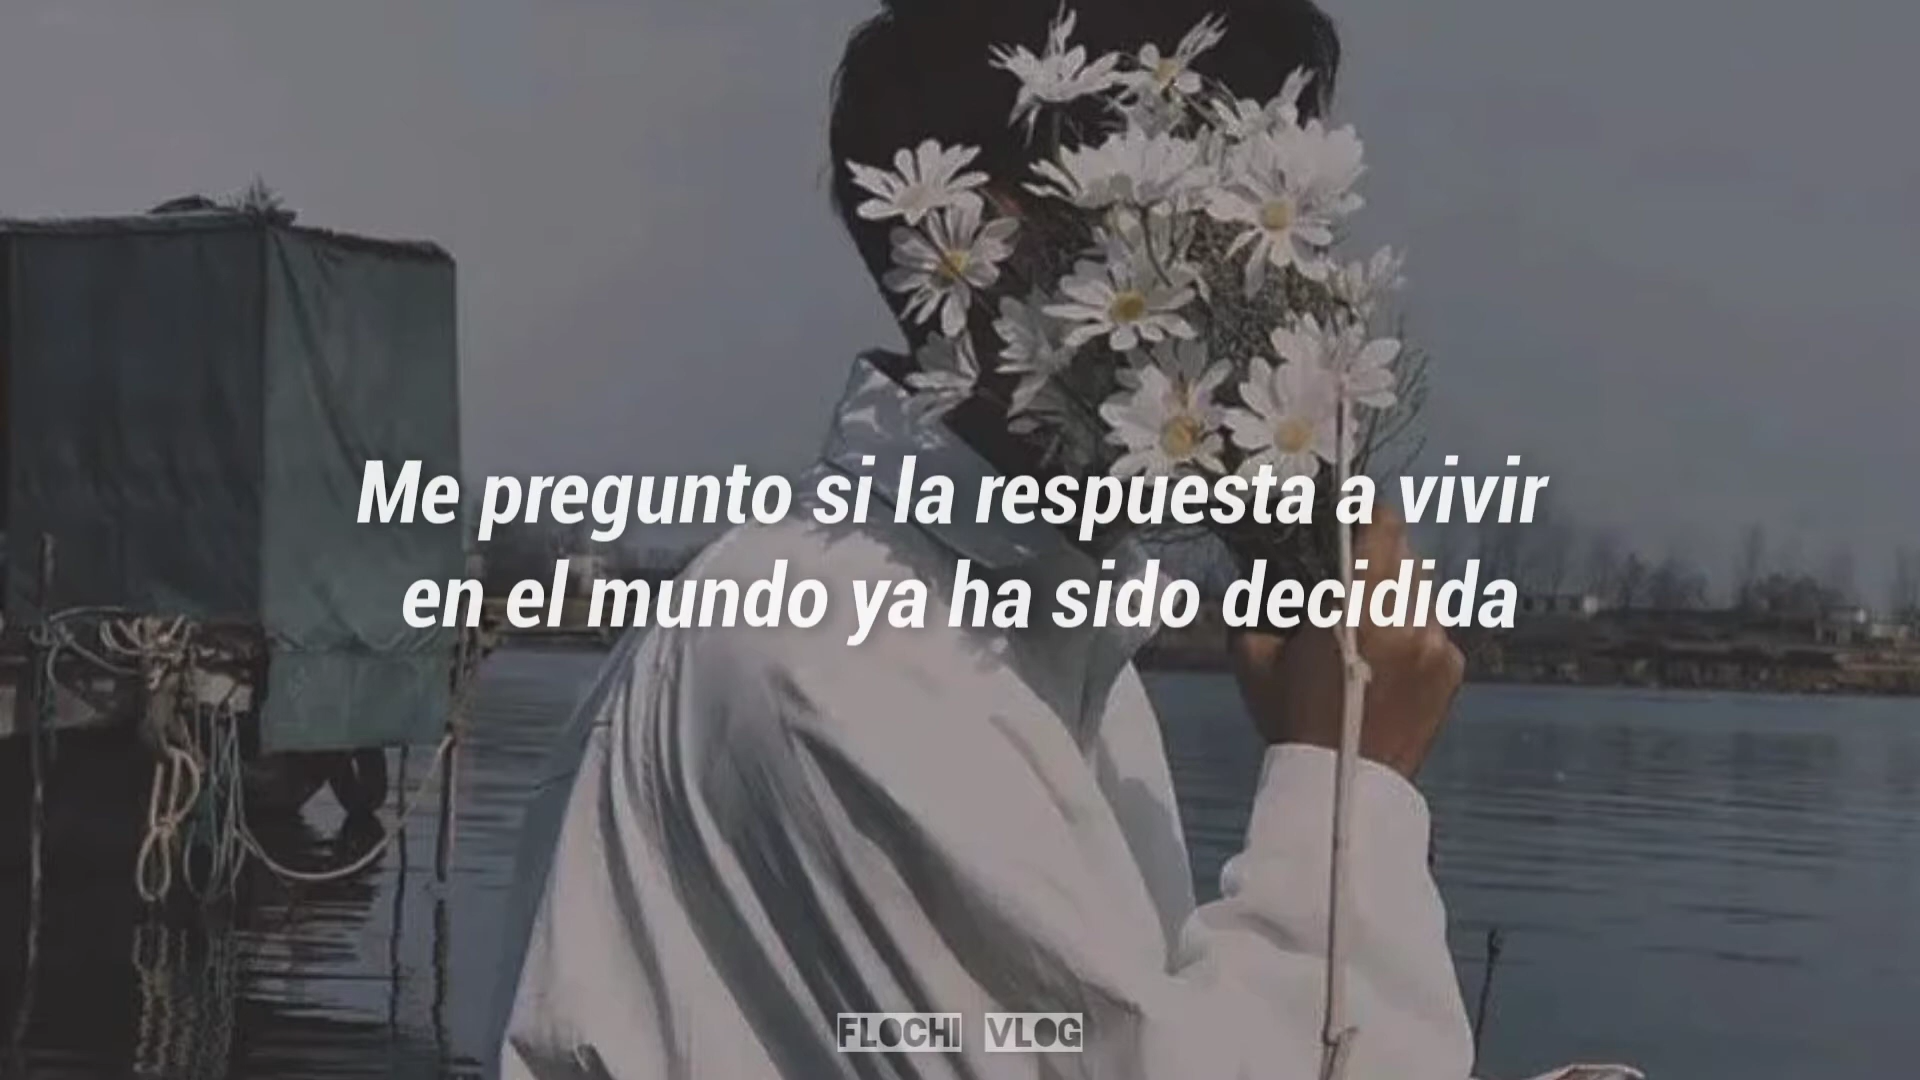 Me pregunto si la respuesta a vivir
en el mundo ya ha sido decidida
FLOCHI VLOG